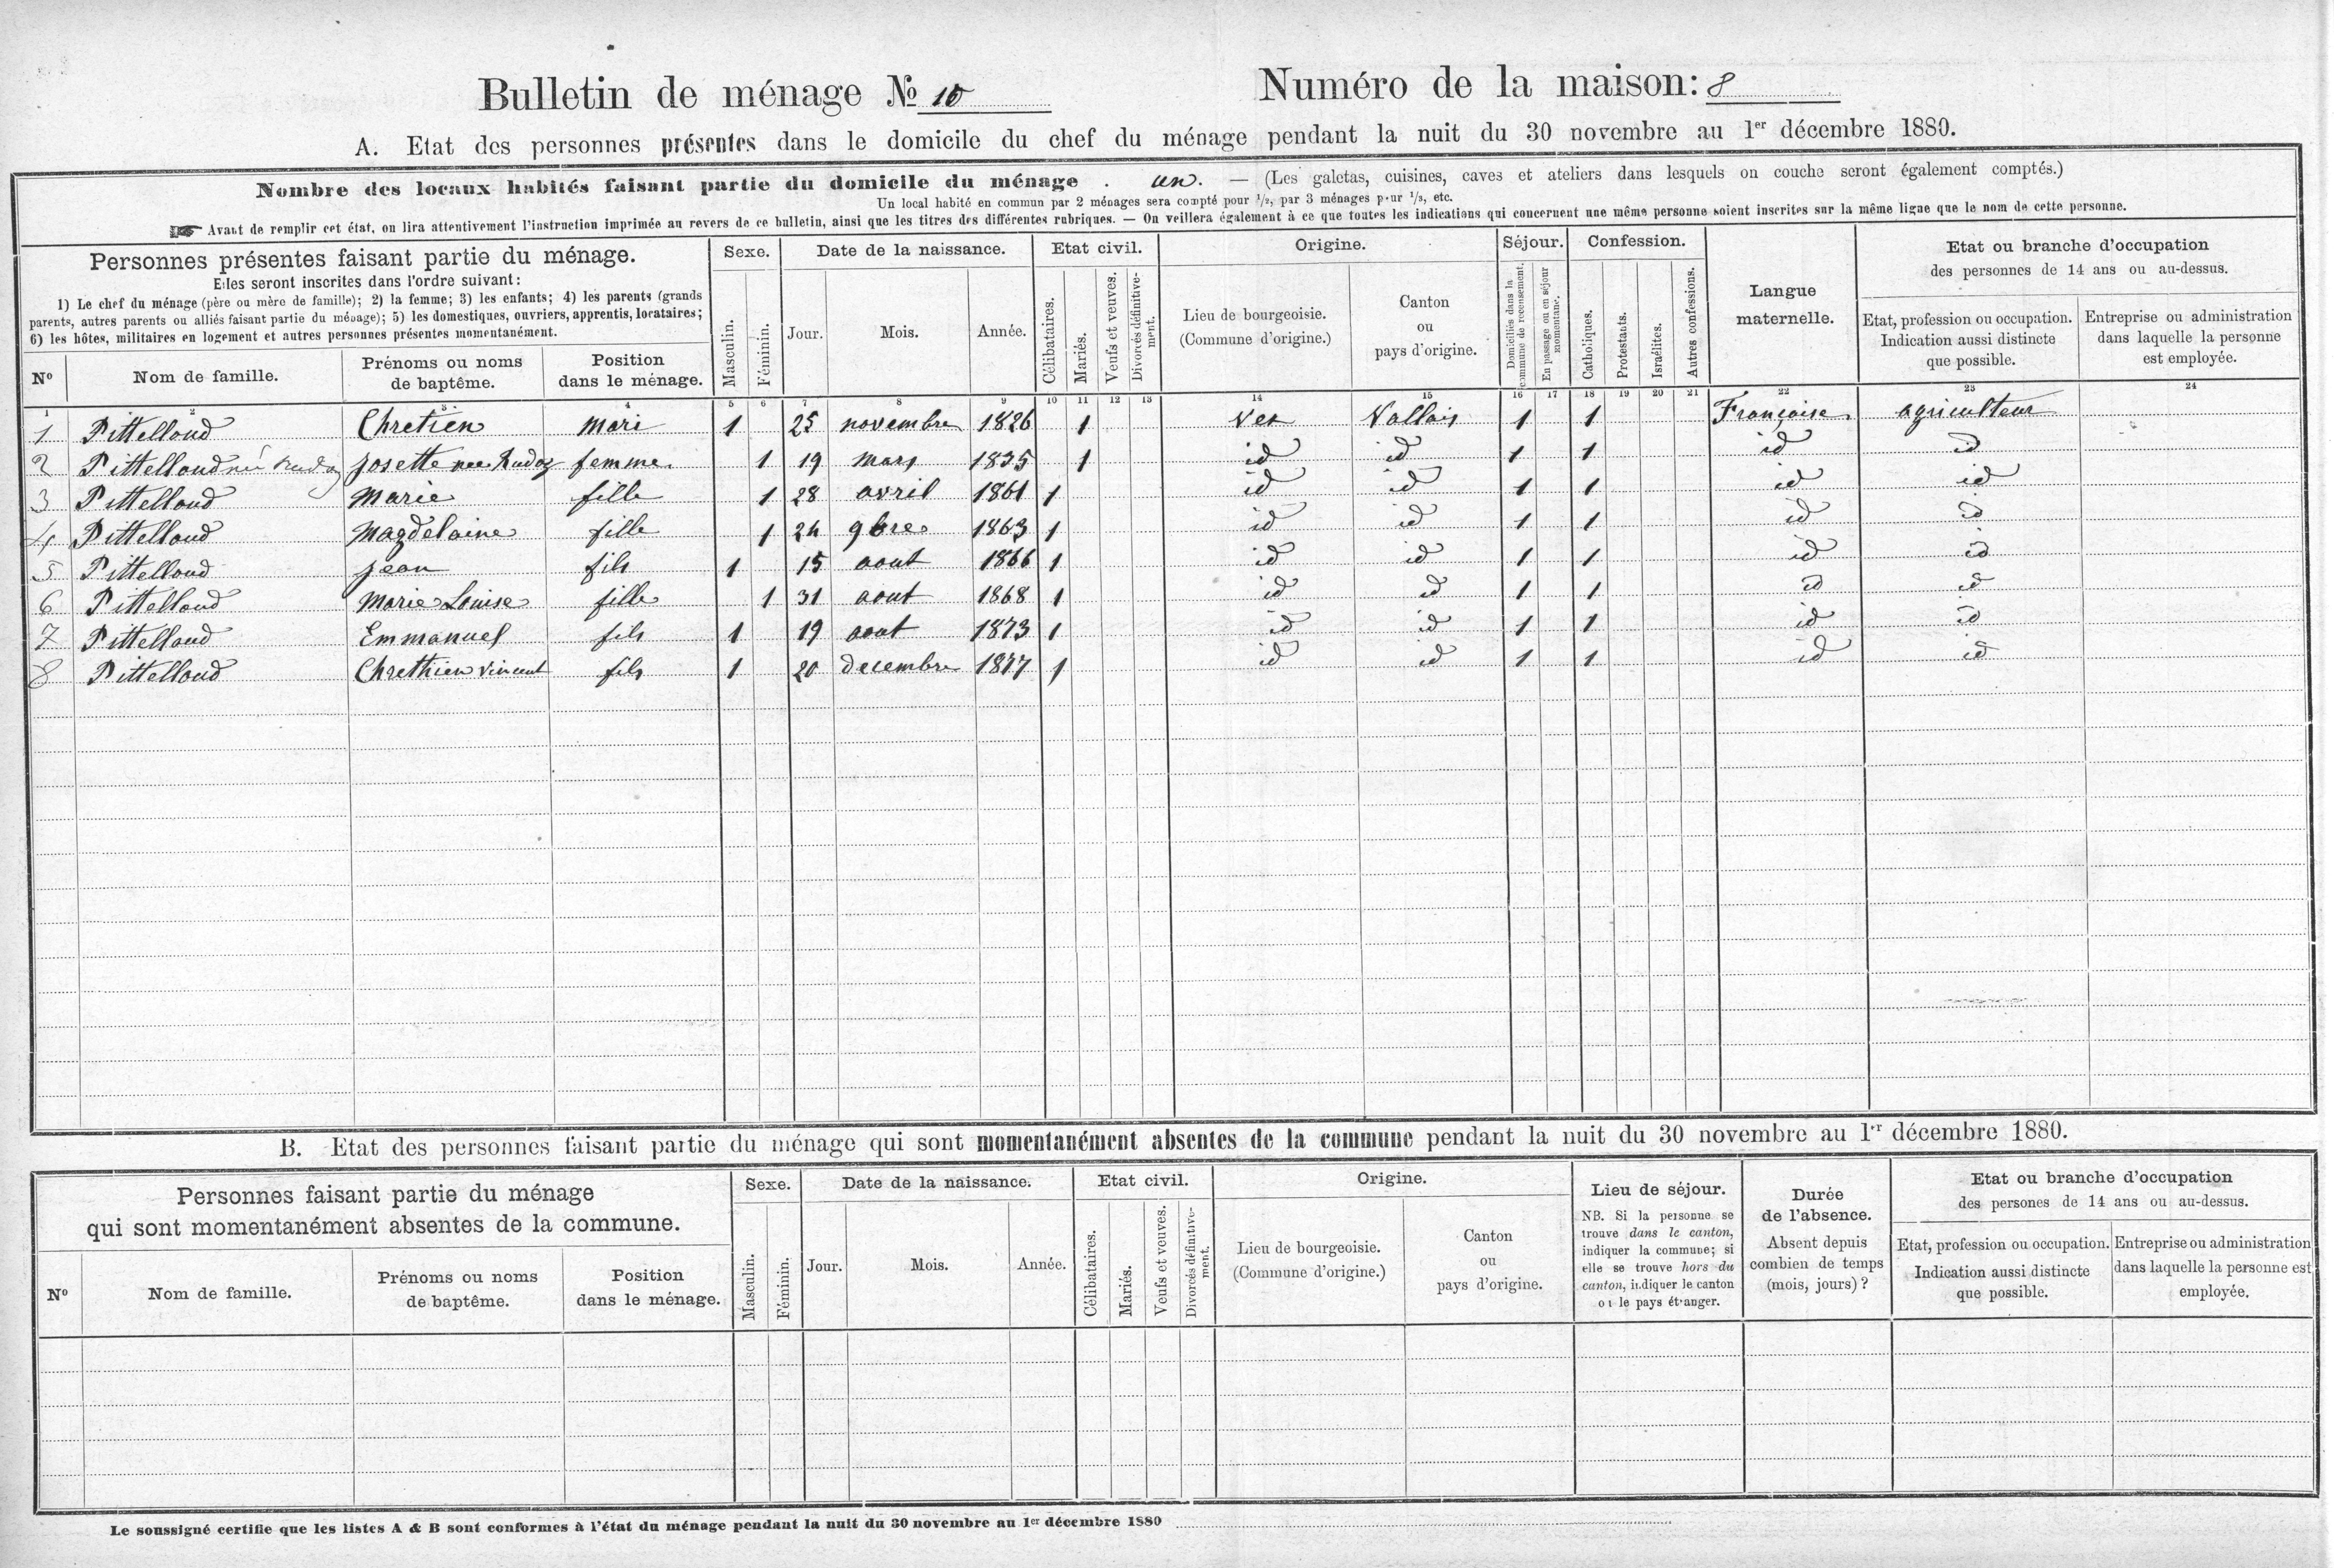 Bulletin de ménage № 10
Numéro de la maison: 8
A. Etat des personnes présentes dans le domicile du chef du ménage pendant la nuit du 30 novembre au 1er décembre 1880.
Nombre des locaux habités faisant partie du domicile du ménage . un. — (Les galetas, cuisines, caves et ateliers dans lesquels on couche seront également comptés.)
Un local habité en commun par 2 ménages sera compté pour 1/2, par 3 ménages pour 1/3, etc.
☞ Avant de remplir cet état, on lira attentivement l'instruction imprimée au revers de ce bulletin, ainsi que les titres des différentes rubriques. — On veillera également à ce que toutes les indications qui concernent une même personne soient inscrites sur la même ligne que le nom de cette personne.
Personnes présentes faisant partie du ménage.
Elles seront inscrites dans l'ordre suivant:
1) Le chef du ménage (père ou mère de famille); 2) la femme; 3) les enfants; 4) les parents (grands
parents, autres parents ou alliés faisant partie du ménage); 5) les domestiques, ouvriers, apprentis, locataires;
6) les hôtes, militaires en logement et autres personnes présentes momentanément.
Nº
Nom de famille.
Prénoms ou noms
de baptême.
Position
dans le ménage.
Sexe.
Masculin.
Féminin.
Date de la naissance.
Jour.
Mois.
Année.
Etat civil.
Célibataires.
Mariés.
Veufs et veuves.
Divorcés définitive-
ment.
Origine.
Lieu de bourgeoisie.
(Commune d'origine.)
Canton
ou
pays d'origine.
Séjour.
Domiciliés dans la
commune de recensement.
En passage ou en séjour
momentané.
Confession.
Catholiques.
Protestants.
Israélites.
Autres confessions.
Langue
maternelle.
Etat ou branche d'occupation
des personnes de 14 ans ou au-dessus.
Etat, profession ou occupation.
Indication aussi distincte
que possible.
Entreprise ou administration
dans laquelle la personne
est employée.
1 2 3 4 5 6 7 8 9 10 11 12 13 14 15 16 17 18 19 20 21 22 23 24
1 Pittelloud Chretien Mari 1 25 novembre 1826 1 Vex Vallais 1 1 Françoise agriculteur
2 Pittelloud née Rudaz Josette nee Rudaz femme 1 19 mars 1835 1 id id 1 1 id id
3 Pittelloud Marie fille 1 28 avril 1861 1 id id 1 1 id id
4 Pittelloud Magdelaine fille 1 24 9bre 1863 1 id id 1 1 id id
5 Pittelloud Jean fils 1 15 aout 1866 1 id id 1 1 id id
6 Pittelloud Marie Louise fille 1 31 aout 1868 1 id id 1 1 id id
7 Pittelloud Emmanuel fils 1 19 aout 1873 1 id id 1 1 id id
8 Pittelloud Chrethien Vincent fils 1 20 decembre 1877 1 id id 1 1 id id
B. Etat des personnes faisant partie du ménage qui sont momentanément absentes de la commune pendant la nuit du 30 novembre au 1er décembre 1880.
Personnes faisant partie du ménage
qui sont momentanément absentes de la commune.
Nº
Nom de famille.
Prénoms ou noms
de baptême.
Position
dans le ménage.
Sexe.
Masculin.
Féminin.
Date de la naissance.
Jour.
Mois.
Année.
Etat civil.
Célibataires.
Mariés.
Veufs et veuves.
Divorcés définitive-
ment.
Origine.
Lieu de bourgeoisie.
(Commune d'origine.)
Canton
ou
pays d'origine.
Lieu de séjour.
NB. Si la personne se
trouve dans le canton,
indiquer la commune; si
elle se trouve hors du
canton, indiquer le canton
ou le pays étranger.
Durée
de l'absence.
Absent depuis
combien de temps
(mois, jours)?
Etat ou branche d'occupation
des persones de 14 ans ou au-dessus.
Etat, profession ou occupation.
Indication aussi distincte
que possible.
Entreprise ou administration
dans laquelle la personne est
employée.
Le soussigné certifie que les listes A & B sont conformes à l'état du ménage pendant la nuit du 30 novembre au 1er décembre 1880